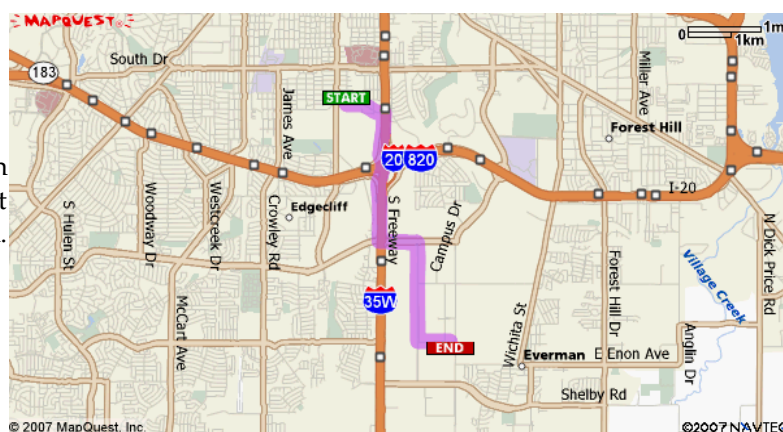 MAPQUEST.
1m
0
1km
South Dr
183
START
James Ave
Miller Ave
Forest Hill
20
820
I-20
S Hulen St
Woodway Dr
Westcreek Dr
Crowley Rd
Edgecliff
S Freeway
Campus Dr
N Dick Price Rd
Village Creek
McCart Ave
35W
Wichita St
Forest Hill Dr
END
Everman
E Enon Ave
Anglin Dr
Shelby Rd
© 2007 MapQuest, Inc.
©2007 NAVTEQ